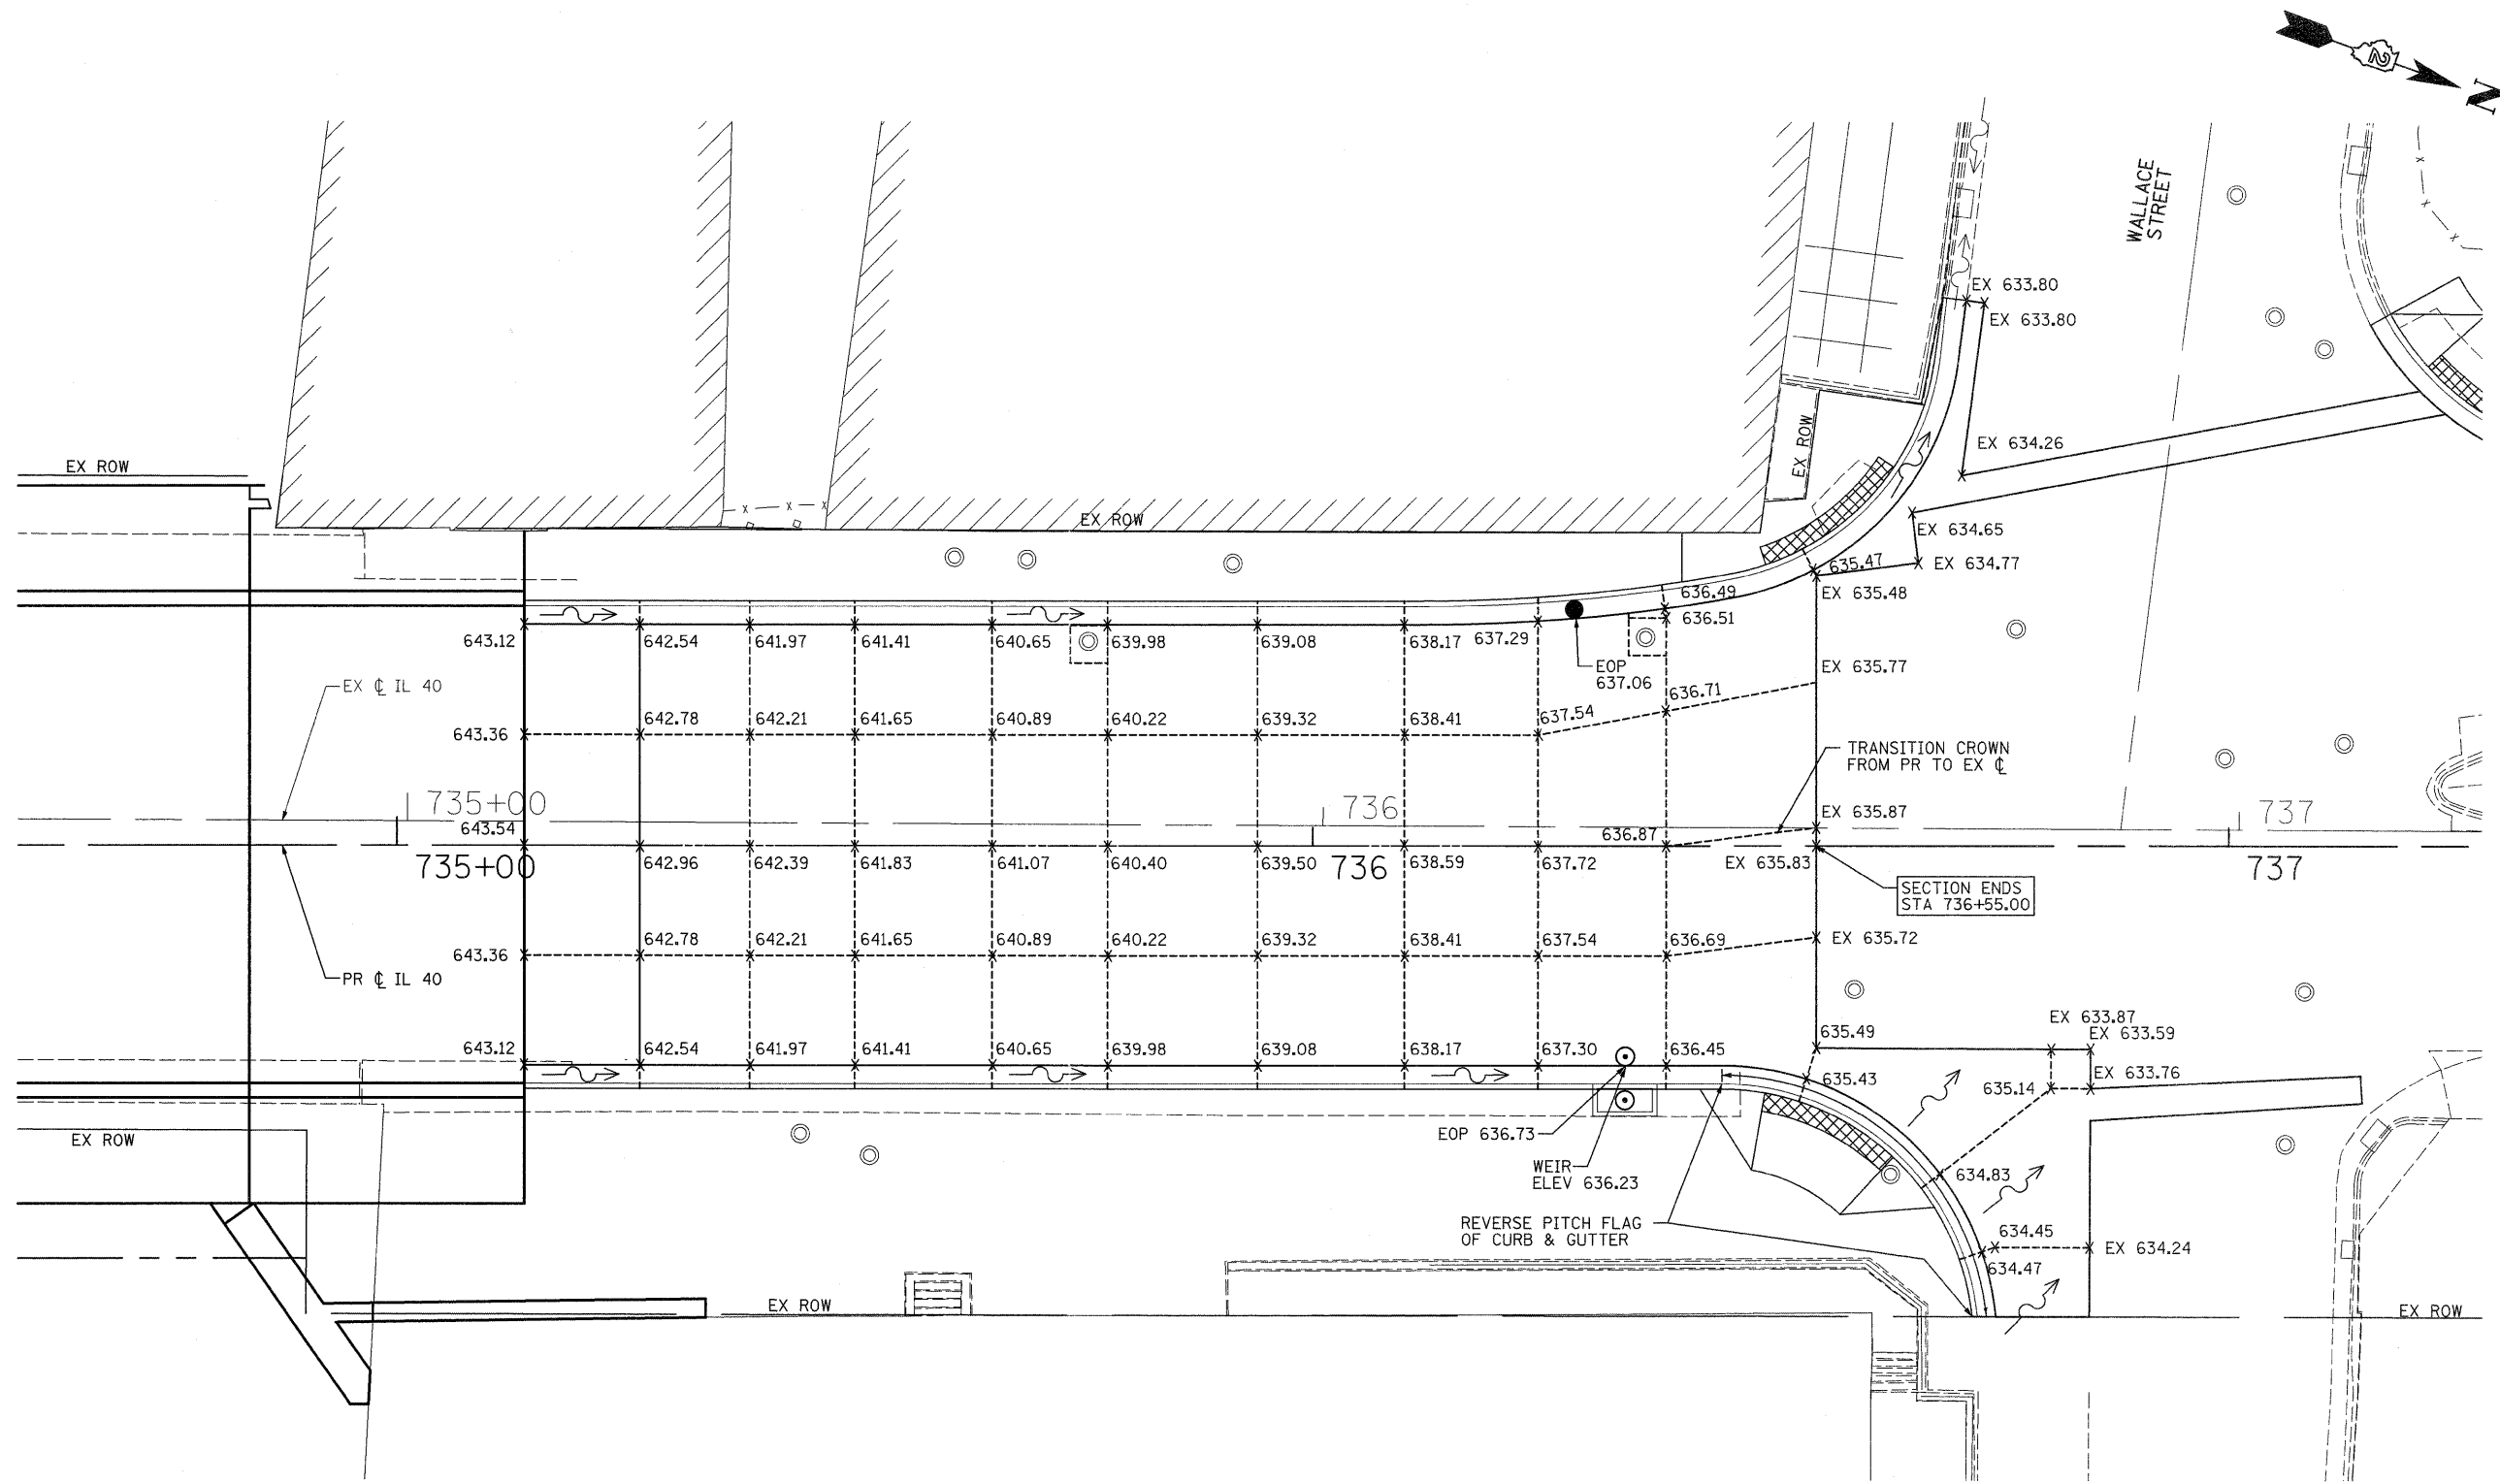 2
N
WALLACE
STREET
EX 633.80
EX 633.80
EX ROW
EX 634.26
EX ROW
EX ROW
EX 634.65
635.47
EX 634.77
636.49
EX 635.48
636.51
643.12
642.54
641.97
641.41
640.65
639.98
639.08
638.17
637.29
EOP
637.06
EX 635.77
EX ℄ IL 40
636.71
643.36
642.78
642.21
641.65
640.89
640.22
639.32
638.41
637.54
TRANSITION CROWN
FROM PR TO EX ℄
735+00
736
EX 635.87
737
643.54
636.87
735+00
642.96
642.39
641.83
641.07
640.40
639.50
736
638.59
637.72
EX 635.83
737
SECTION ENDS
STA 736+55.00
643.36
642.78
642.21
641.65
640.89
640.22
639.32
638.41
637.54
636.69
EX 635.72
PR ℄ IL 40
EX 633.87
EX 633.59
643.12
642.54
641.97
641.41
640.65
639.98
639.08
638.17
637.30
636.45
635.49
635.43
635.14
EX 633.76
EX ROW
EOP 636.73
WEIR
ELEV 636.23
634.83
REVERSE PITCH FLAG
OF CURB & GUTTER
634.45
EX 634.24
634.47
EX ROW
EX ROW